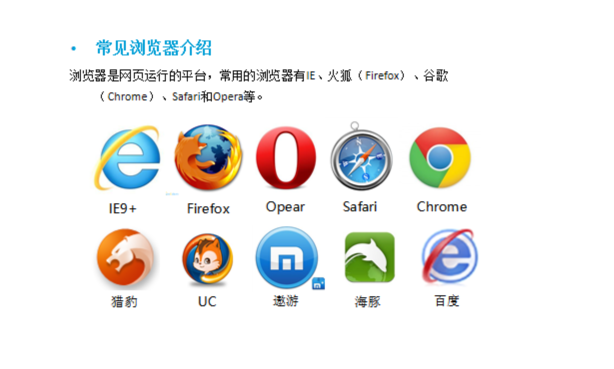 • 常见浏览器介绍
浏览器是网页运行的平台，常用的浏览器有IE、火狐（Firefox）、谷歌
（Chrome）、Safari和Opera等。
IE9+ Firefox Opear Safari Chrome
猎豹 UC 遨游 海豚 百度